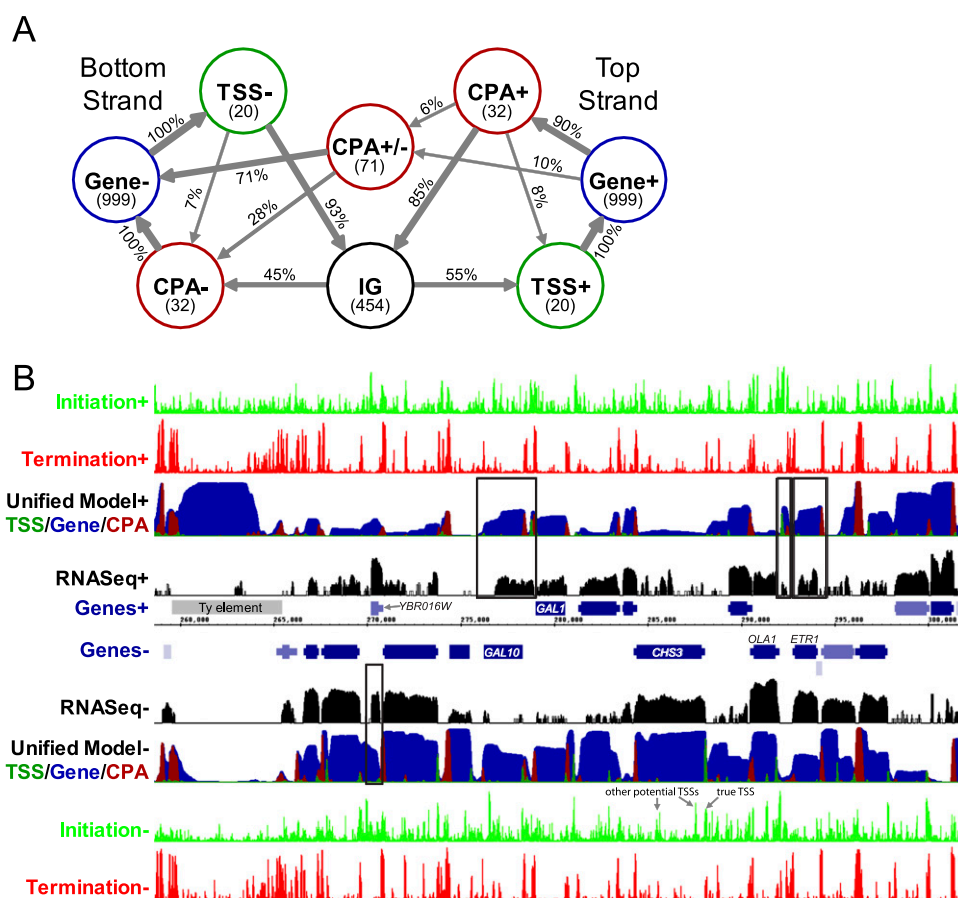 A
Bottom
Strand
Top
Strand
TSS-
(20)
CPA+
(32)
CPA+/-
(71)
Gene-
(999)
Gene+
(999)
CPA-
(32)
IG
(454)
TSS+
(20)
100%
6%
90%
71%
10%
7%
28%
93%
85%
8%
100%
100%
45%
55%
B
Initiation+
Termination+
Unified Model+
TSS/Gene/CPA
RNASeq+
Ty element
YBR016W
GAL1
Genes+
260,000
265,000
270,000
275,000
280,000
285,000
290,000
295,000
300,000
Genes-
GAL10
CHS3
OLA1
ETR1
RNASeq-
Unified Model-
TSS/Gene/CPA
other potential TSSs
true TSS
Initiation-
Termination-